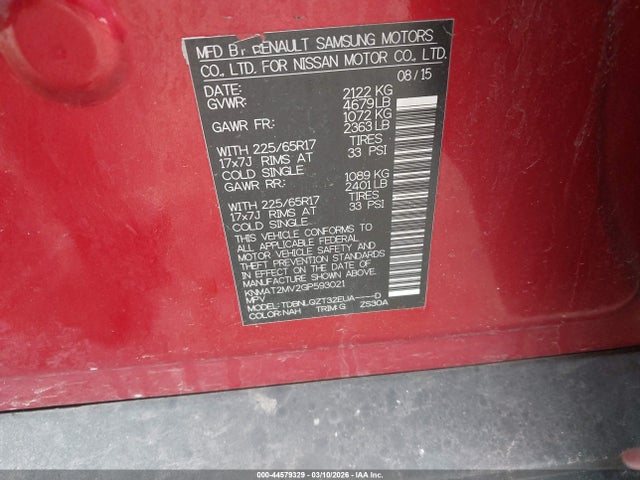 MFD BY RENAULT SAMSUNG MOTORS
CO., LTD. FOR NISSAN MOTOR CO., LTD.
DATE: 08/15
GVWR: 2122 KG
4679 LB
GAWR FR: 1072 KG
2363 LB
WITH 225/65R17 TIRES
17x7J RIMS AT 33 PSI
COLD SINGLE
GAWR RR: 1089 KG
2401 LB
WITH 225/65R17 TIRES
17x7J RIMS AT 33 PSI
COLD SINGLE
THIS VEHICLE CONFORMS TO
ALL APPLICABLE FEDERAL
MOTOR VEHICLE SAFETY AND
THEFT PREVENTION STANDARDS
IN EFFECT ON THE DATE OF
MANUFACTURE SHOWN ABOVE.
KNMAT2MV2GP593021
MPV
MODEL: TDBNLQZT32EUA----D
COLOR: NAH TRIM: G ZS30A
000-44579329 - 03/10/2026 - IAA